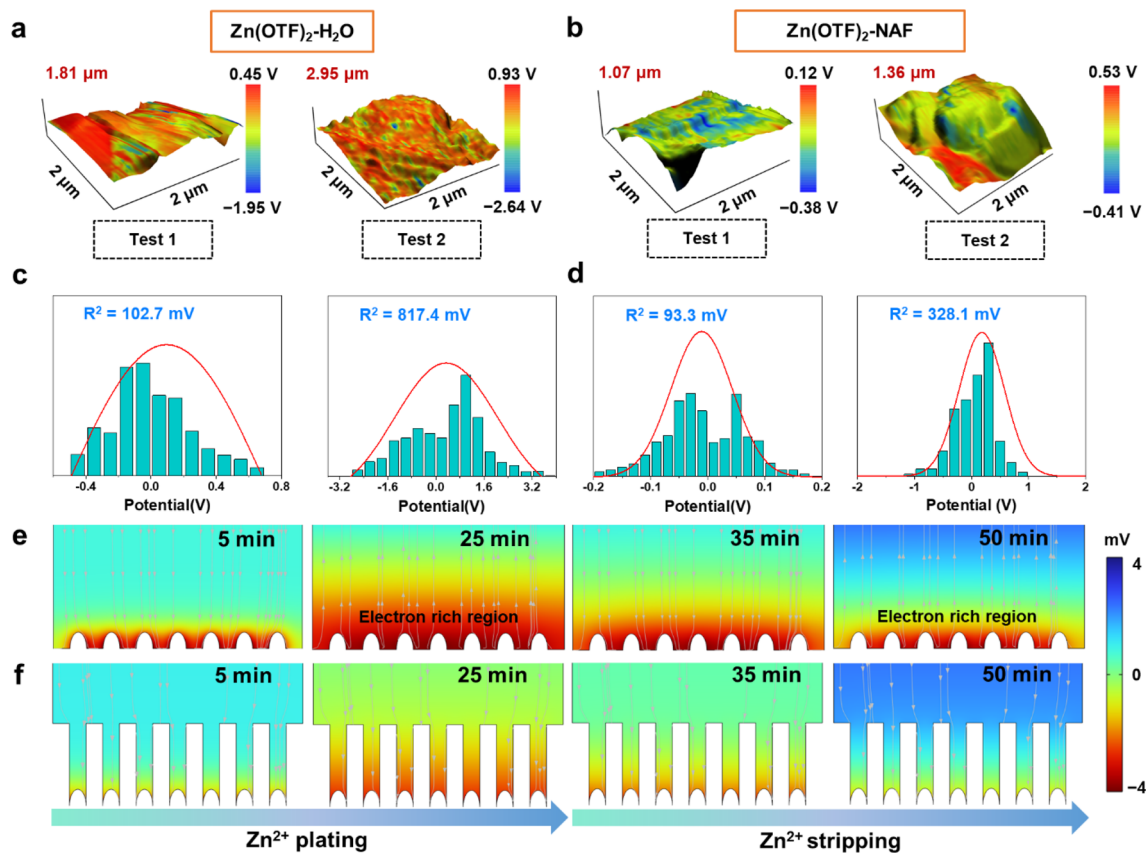 a
Zn(OTF)₂-H₂O
b
Zn(OTF)₂-NAF
1.81 μm
0.45 V
2.95 μm
0.93 V
1.07 μm
0.12 V
1.36 μm
0.53 V
2 μm
2 μm
−1.95 V
2 μm
2 μm
−2.64 V
2 μm
2 μm
−0.38 V
2 μm
2 μm
−0.41 V
Test 1
Test 2
Test 1
Test 2
c
d
R² = 102.7 mV
R² = 817.4 mV
R² = 93.3 mV
R² = 328.1 mV
-0.4 0.0 0.4 0.8
-3.2 -1.6 0.0 1.6 3.2
-0.2 -0.1 0.0 0.1 0.2
-2 -1 0 1 2
Potential(V)
Potential(V)
Potential(V)
Potential(V)
e
5 min
25 min
35 min
50 min
mV
4
Electron rich region
Electron rich region
f
5 min
25 min
35 min
50 min
0
−4
Zn²⁺ plating
Zn²⁺ stripping